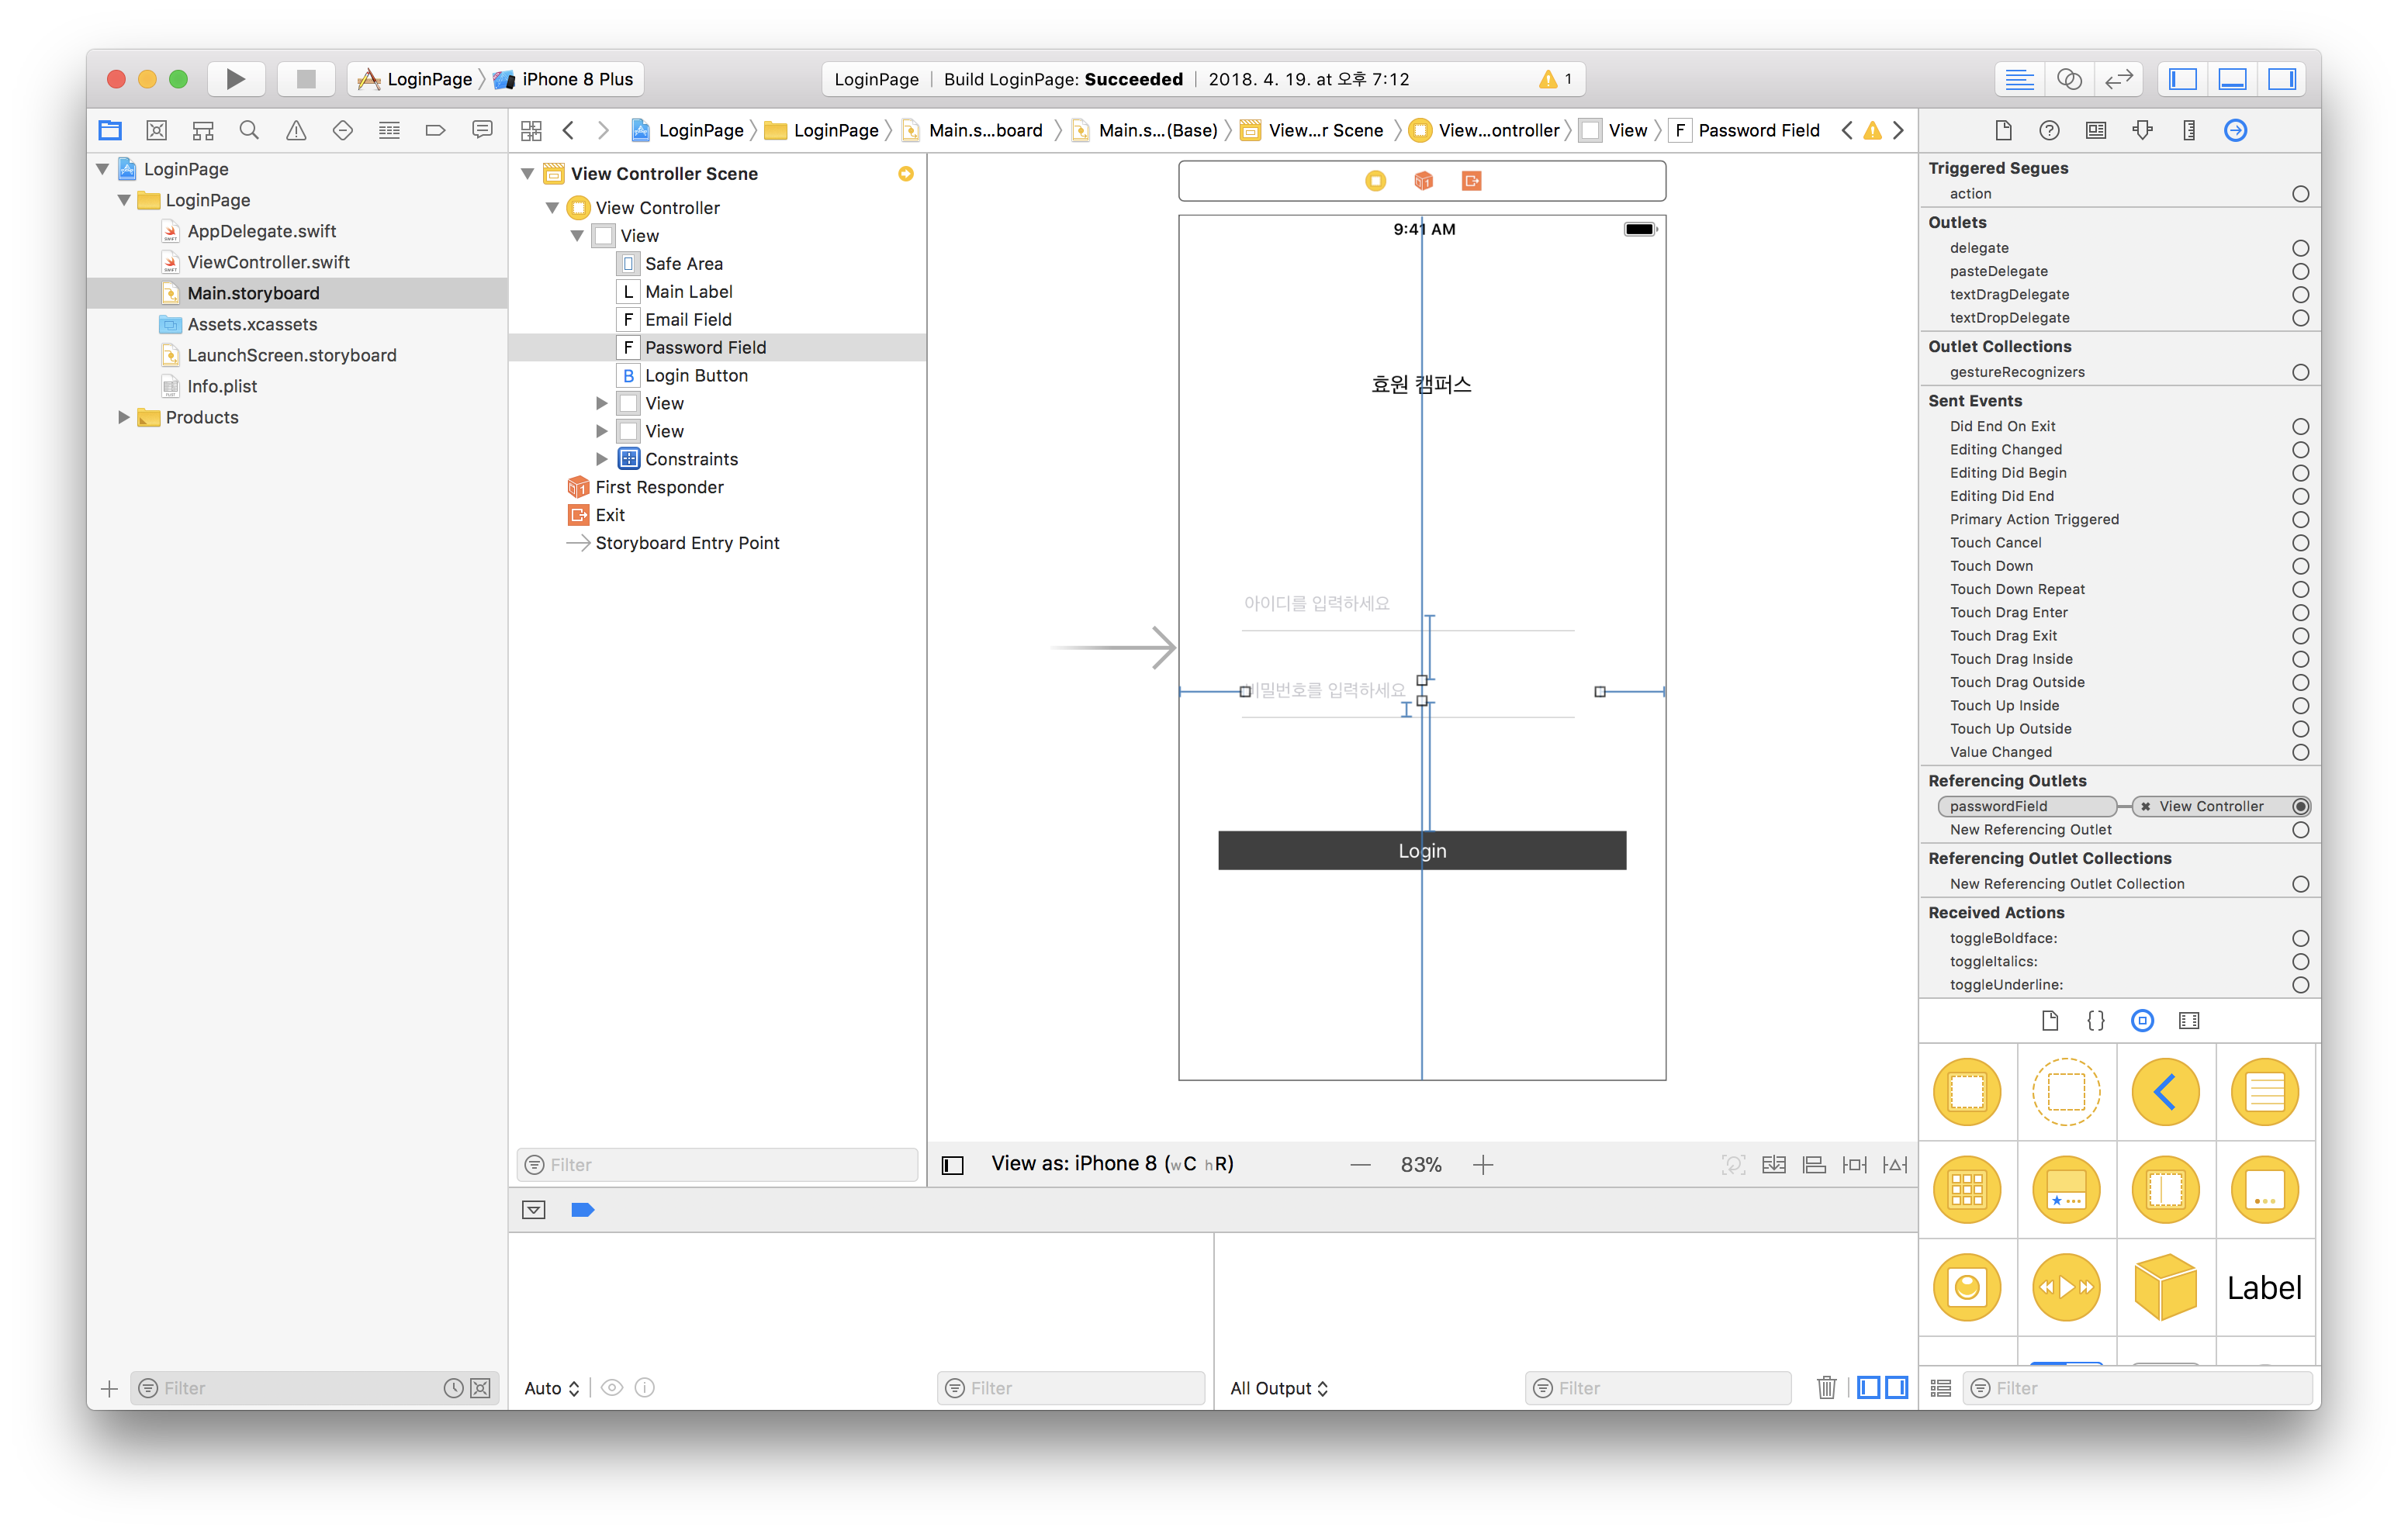 LoginPage iPhone 8 Plus
LoginPage Build LoginPage: Succeeded 2018. 4. 19. at 오후 7:12 1
LoginPage LoginPage Main.s...board Main.s...(Base) View...r Scene View...ontroller View F Password Field
LoginPage
LoginPage
AppDelegate.swift
ViewController.swift
Main.storyboard
Assets.xcassets
LaunchScreen.storyboard
Info.plist
Products
Filter
View Controller Scene
View Controller
View
Safe Area
L Main Label
F Email Field
F Password Field
B Login Button
View
View
Constraints
First Responder
Exit
Storyboard Entry Point
Filter
9:41 AM
효원 캠퍼스
아이디를 입력하세요
비밀번호를 입력하세요
Login
View as: iPhone 8 (wC hR)
83%
Auto
Filter
All Output
Filter
Triggered Segues
action
Outlets
delegate
pasteDelegate
textDragDelegate
textDropDelegate
Outlet Collections
gestureRecognizers
Sent Events
Did End On Exit
Editing Changed
Editing Did Begin
Editing Did End
Primary Action Triggered
Touch Cancel
Touch Down
Touch Down Repeat
Touch Drag Enter
Touch Drag Exit
Touch Drag Inside
Touch Drag Outside
Touch Up Inside
Touch Up Outside
Value Changed
Referencing Outlets
passwordField View Controller
New Referencing Outlet
Referencing Outlet Collections
New Referencing Outlet Collection
Received Actions
toggleBoldface:
toggleItalics:
toggleUnderline:
{}
Label
Filter